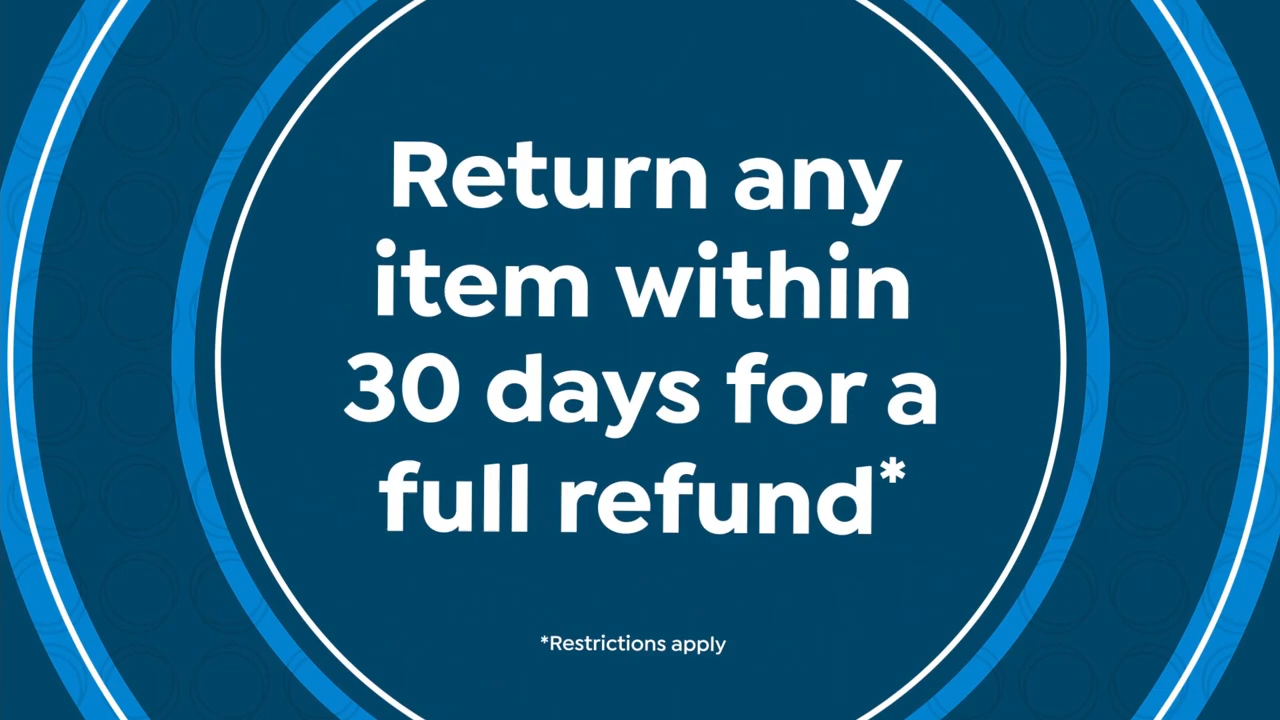 Return any
item within
30 days for a
full refund*
*Restrictions apply